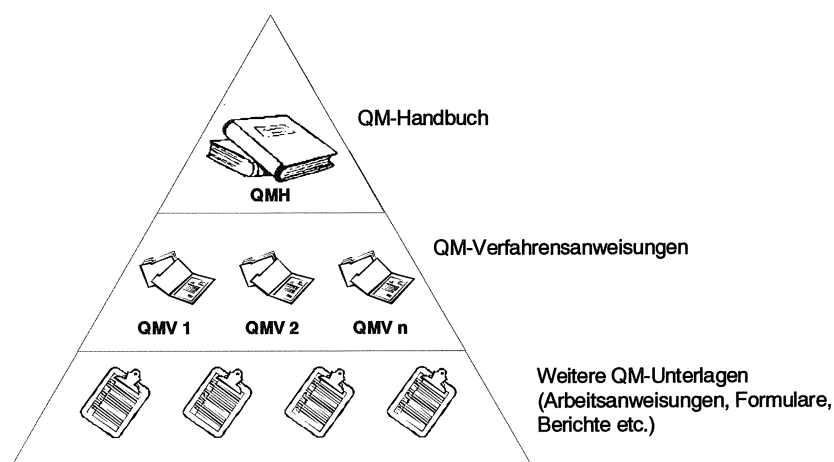 QM-Handbuch
QMH
QM-Verfahrensanweisungen
QMV 1
QMV 2
QMV n
Weitere QM-Unterlagen
(Arbeitsanweisungen, Formulare,
Berichte etc.)